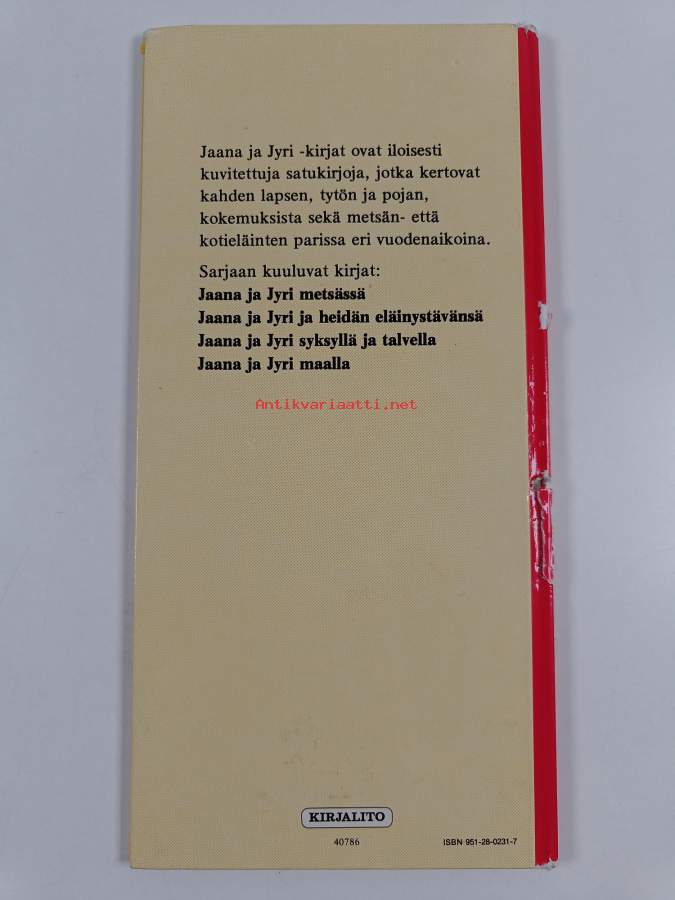 Jaana ja Jyri -kirjat ovat iloisesti
kuvitettuja satukirjoja, jotka kertovat
kahden lapsen, tytön ja pojan,
kokemuksista sekä metsän- että
kotieläinten parissa eri vuodenaikoina.
Sarjaan kuuluvat kirjat:
Jaana ja Jyri metsässä
Jaana ja Jyri ja heidän eläinystävänsä
Jaana ja Jyri syksyllä ja talvella
Jaana ja Jyri maalla
Antikvariaatti.net
KIRJALITO
40786
ISBN 951-28-0231-7